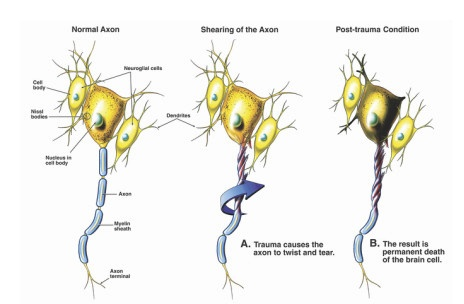 Normal Axon
Shearing of the Axon
Post-trauma Condition
Neuroglial cells
Cell
body
Nissl
bodies
Dendrites
Nucleus in
cell body
Axon
Myelin
sheath
Axon
terminal
A. Trauma causes the
axon to twist and tear.
B. The result is
permanent death
of the brain cell.